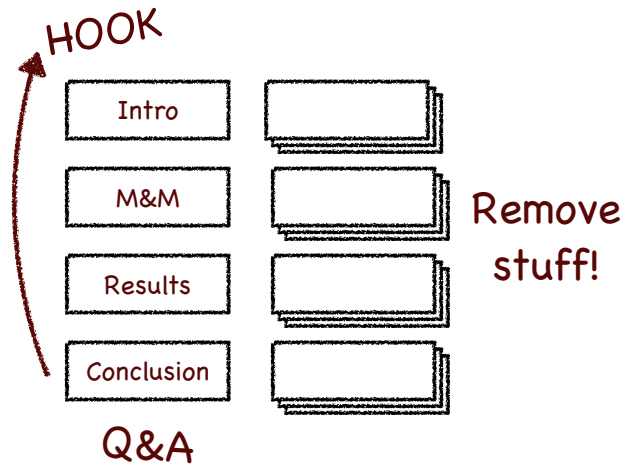 HOOK
Intro
M&M
Results
Conclusion
Q&A
Remove
stuff!